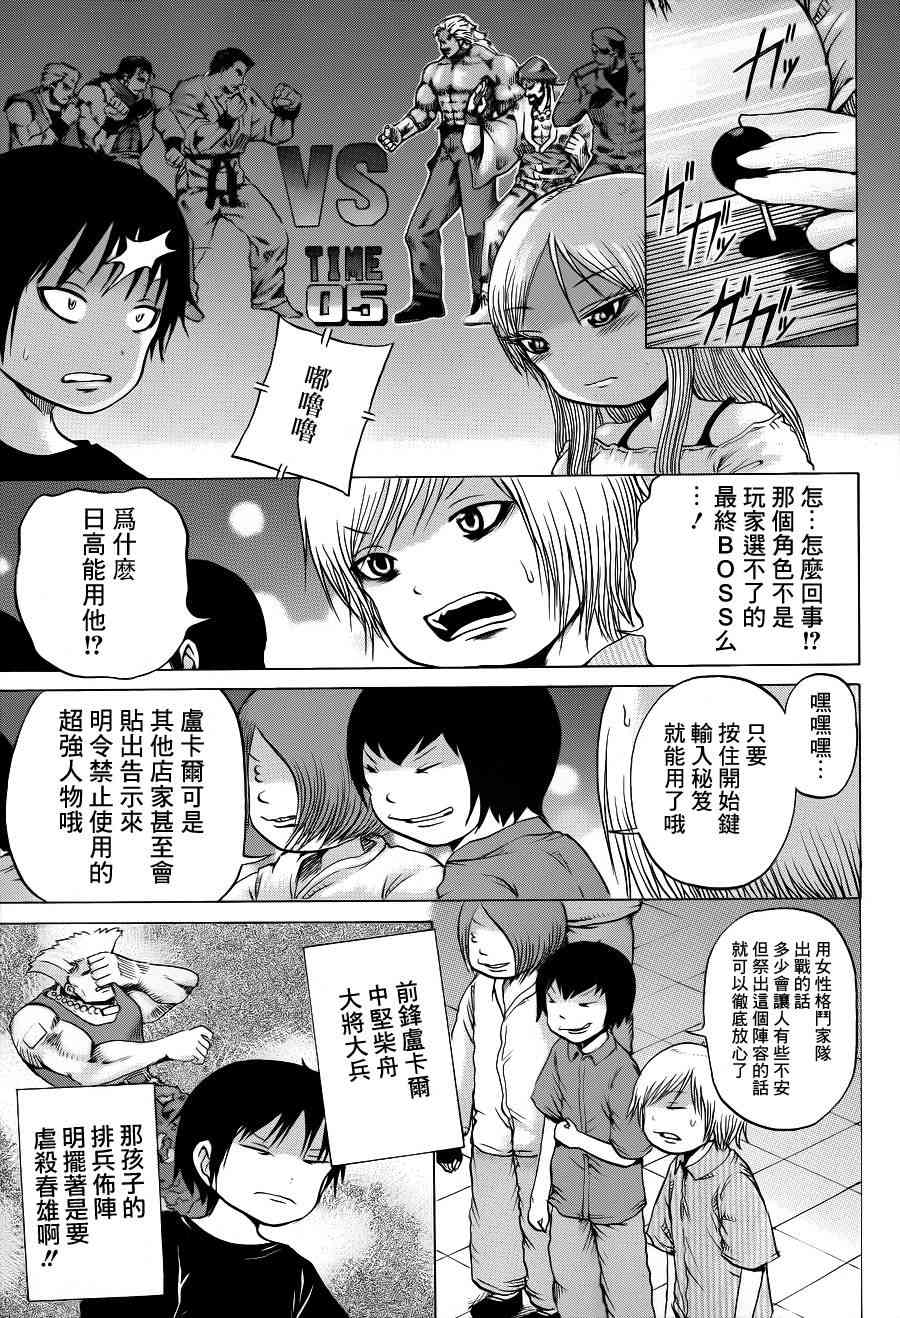 ガガッ
ガガガッ
ガッ
VS
TIME
05
嘟嚕嚕
怎…怎麼回事!?
那個角色不是
玩家選不了的
最終BOSS么
…!
爲什麽
日高能用他!?
嘿嘿嘿…
只要
按住開始鍵
輸入秘笈
就能用了哦
盧卡爾可是
其他店家甚至會
貼出告示來
明令禁止使用的
超強人物哦
用女性格鬥家隊
出戰的話
多少會讓人有些不安
但祭出這個陣容的話
就可以徹底放心了
前鋒盧卡爾
中堅柴舟
大將大兵
那孩子的
排兵佈陣
明擺著是要
虐殺春雄啊!!